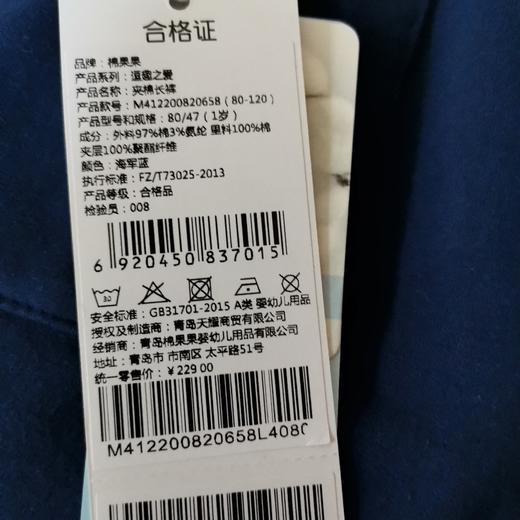 合格证
品牌：棉果果
产品系列：逗趣之爱
产品名称：夹棉长裤
产品款号：M412200820658（80-120）
产品型号和规格：80/47（1岁）
成分：外料97%棉3%氨纶 里料100%棉
夹层100%聚酯纤维
颜色：海军蓝
执行标准：FZ/T73025-2013
产品等级：合格品
检验员：008
6 920450 837015
30
安全标准：GB31701-2015 A类 婴幼儿用品
授权及制造商：青岛天耀商贸有限公司
经销商：青岛棉果果婴幼儿用品有限公司
地址：青岛市 市南区 太平路51号
统一零售价：￥229.00
M412200820658L4080